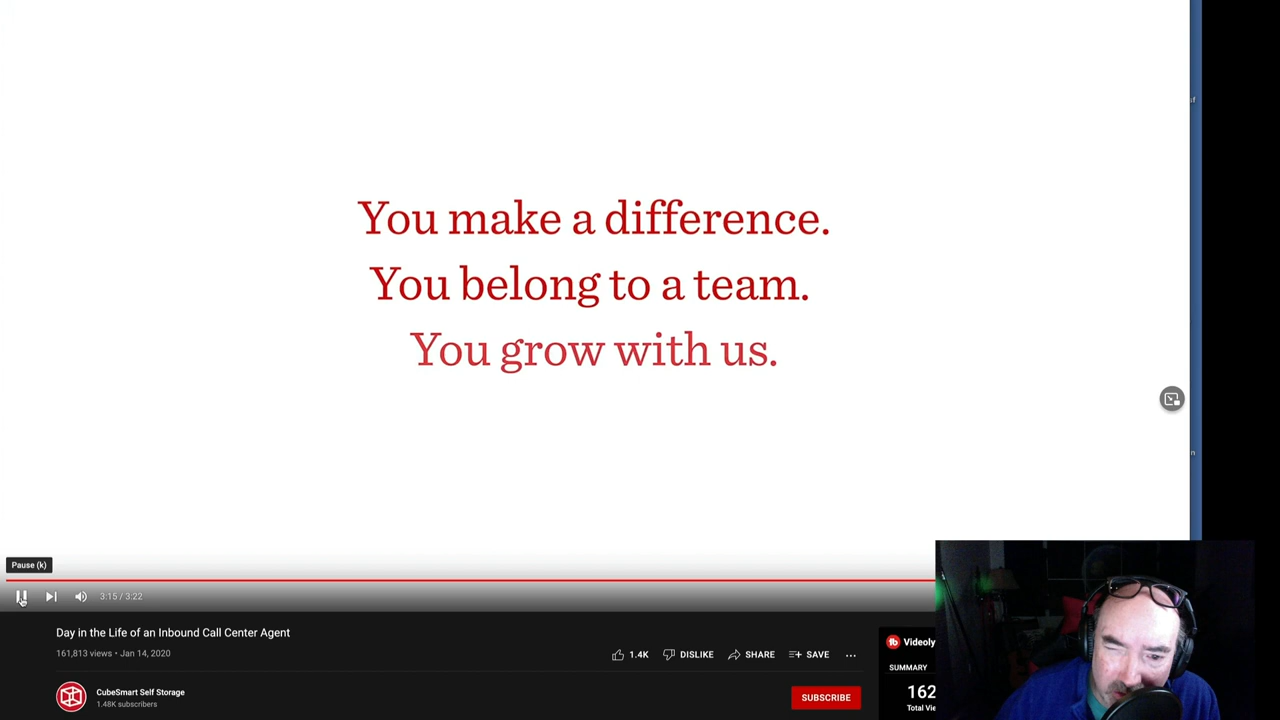 You make a difference.
You belong to a team.
You grow with us.
Pause (k)
3:15 / 3:22
Day in the Life of an Inbound Call Center Agent
161,813 views • Jan 14, 2020
1.4K DISLIKE SHARE SAVE ...
CubeSmart Self Storage
1.48K subscribers
SUBSCRIBE
Videoly
SUMMARY
162
Total Vie